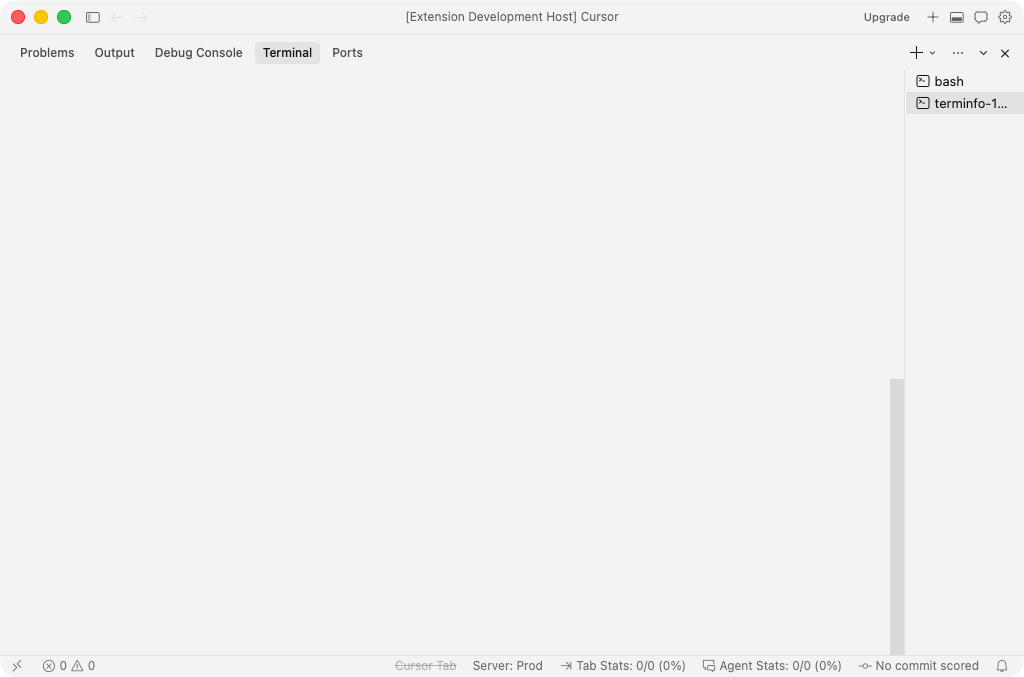 [Extension Development Host] Cursor
Upgrade
Problems Output Debug Console Terminal Ports
bash
terminfo-1...
0 0 Cursor Tab Server: Prod Tab Stats: 0/0 (0%) Agent Stats: 0/0 (0%) No commit scored